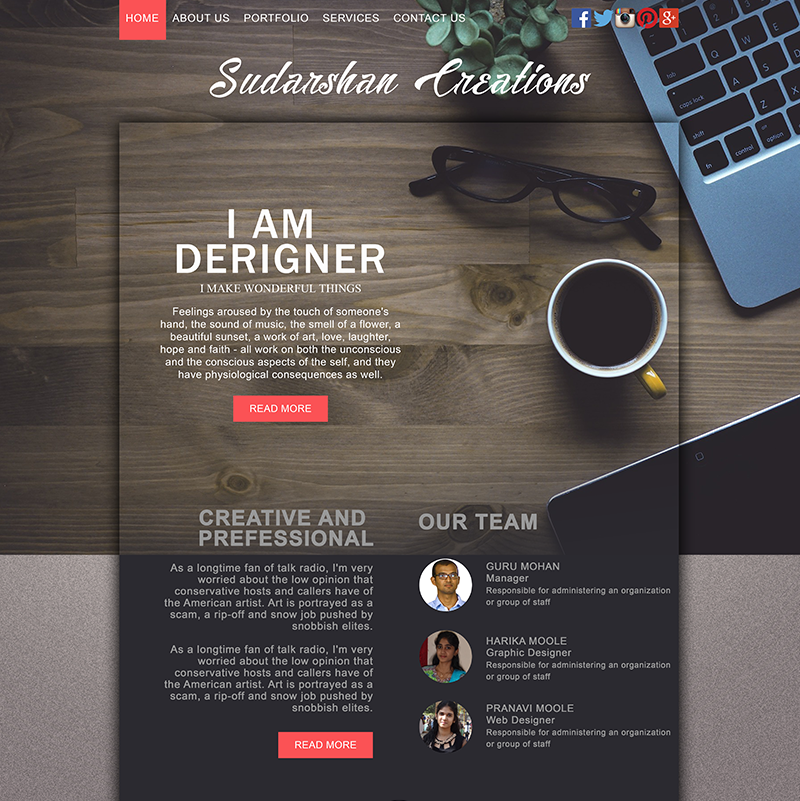 HOME ABOUT US PORTFOLIO SERVICES CONTACT US
Sudarshan Creations
tab Q
caps lock A Z
shift
fn control option
I AM
DERIGNER
I MAKE WONDERFUL THINGS
Feelings aroused by the touch of someone's
hand, the sound of music, the smell of a flower, a
beautiful sunset, a work of art, love, laughter,
hope and faith - all work on both the unconscious
and the conscious aspects of the self, and they
have physiological consequences as well.
READ MORE
CREATIVE AND
PREFESSIONAL
As a longtime fan of talk radio, I'm very
worried about the low opinion that
conservative hosts and callers have of
the American artist. Art is portrayed as a
scam, a rip-off and snow job pushed by
snobbish elites.
As a longtime fan of talk radio, I'm very
worried about the low opinion that
conservative hosts and callers have of
the American artist. Art is portrayed as a
scam, a rip-off and snow job pushed by
snobbish elites.
READ MORE
OUR TEAM
GURU MOHAN
Manager
Responsible for administering an organization
or group of staff
HARIKA MOOLE
Graphic Designer
Responsible for administering an organization
or group of staff
PRANAVI MOOLE
Web Designer
Responsible for administering an organization
or group of staff